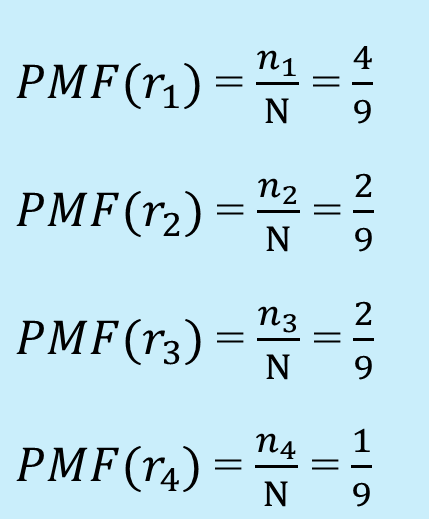 PMF(r₁) = n₁/N = 4/9
PMF(r₂) = n₂/N = 2/9
PMF(r₃) = n₃/N = 2/9
PMF(r₄) = n₄/N = 1/9